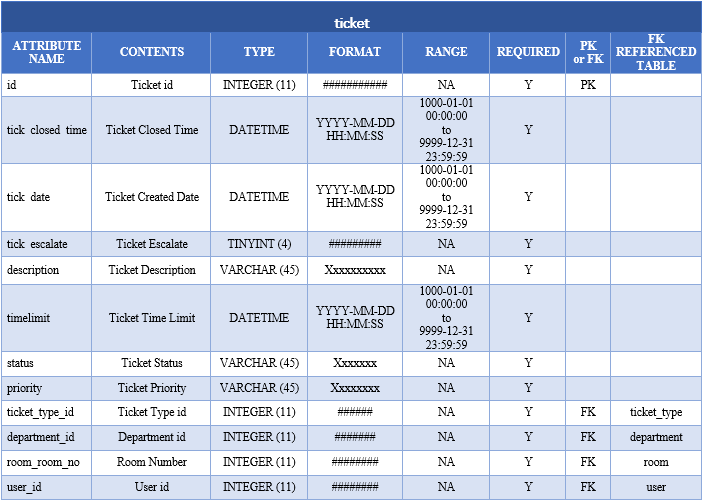 ticket
ATTRIBUTE NAME CONTENTS TYPE FORMAT RANGE REQUIRED PK or FK FK REFERENCED TABLE
id Ticket id INTEGER (11) ########### NA Y PK
tick_closed_time Ticket Closed Time DATETIME YYYY-MM-DD HH:MM:SS 1000-01-01 00:00:00 to 9999-12-31 23:59:59 Y
tick_date Ticket Created Date DATETIME YYYY-MM-DD HH:MM:SS 1000-01-01 00:00:00 to 9999-12-31 23:59:59 Y
tick_escalate Ticket Escalate TINYINT (4) ######### NA Y
description Ticket Description VARCHAR (45) Xxxxxxxxxx NA Y
timelimit Ticket Time Limit DATETIME YYYY-MM-DD HH:MM:SS 1000-01-01 00:00:00 to 9999-12-31 23:59:59 Y
status Ticket Status VARCHAR (45) Xxxxxxx NA Y
priority Ticket Priority VARCHAR (45) Xxxxxxxx NA Y
ticket_type_id Ticket Type id INTEGER (11) ###### NA Y FK ticket_type
department_id Department id INTEGER (11) ####### NA Y FK department
room_room_no Room Number INTEGER (11) ######## NA Y FK room
user_id User id INTEGER (11) ######## NA Y FK user